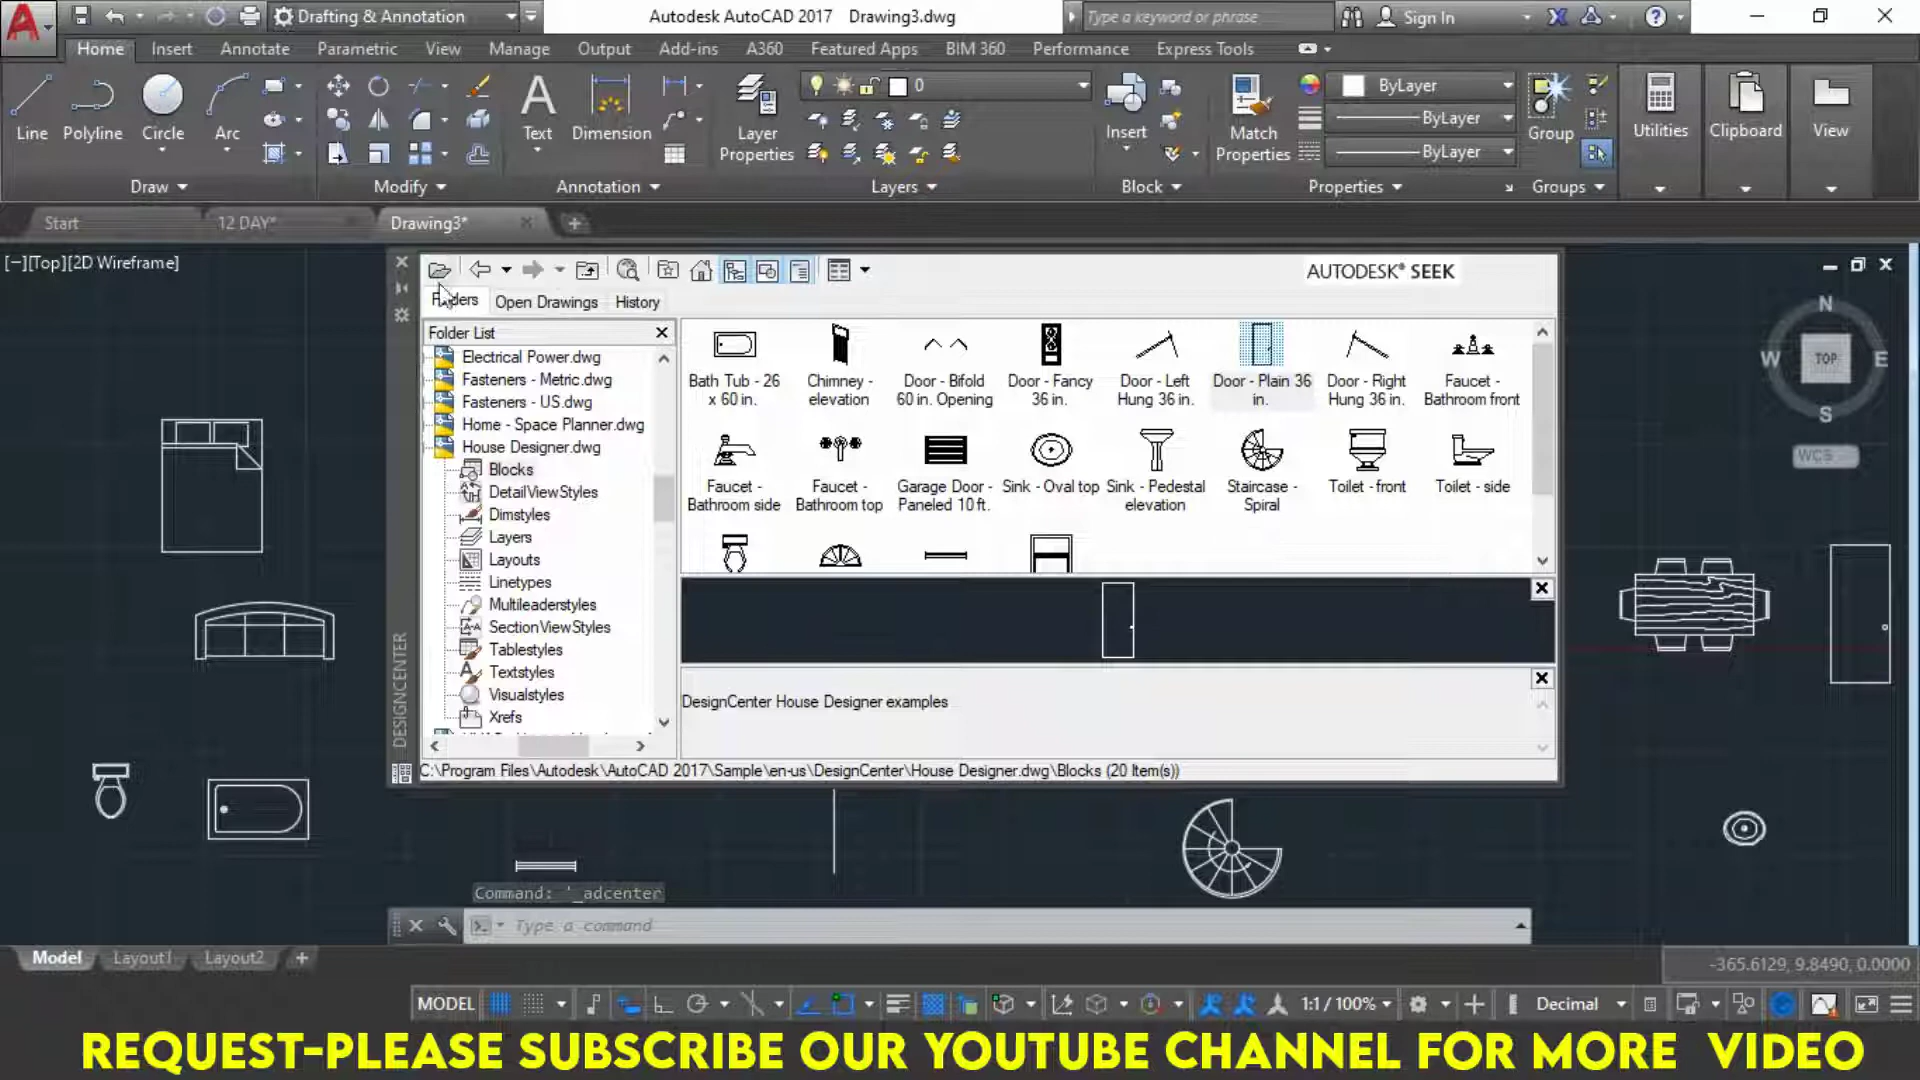 Drafting & Annotation
Autodesk AutoCAD 2017 Drawing3.dwg
Type a keyword or phrase
Sign In
Home Insert Annotate Parametric View Manage Output Add-ins A360 Featured Apps BIM 360 Performance Express Tools
0
ByLayer
ByLayer
ByLayer
Line Polyline Circle Arc
Text Dimension
Layer Properties
Insert
Match Properties
Group
Utilities Clipboard View
Draw Modify Annotation Layers Block Properties Groups
Start 12 DAY* Drawing3*
[−][Top][2D Wireframe]
AUTODESK® SEEK
Folders Open Drawings History
Folder List
Electrical Power.dwg
Fasteners - Metric.dwg
Fasteners - US.dwg
Home - Space Planner.dwg
House Designer.dwg
Blocks
DetailViewStyles
Dimstyles
Layers
Layouts
Linetypes
Multileaderstyles
SectionViewStyles
Tablestyles
Textstyles
Visualstyles
Xrefs
Bath Tub - 26 x 60 in.
Chimney - elevation
Door - Bifold 60 in. Opening
Door - Fancy 36 in.
Door - Left Hung 36 in.
Door - Plain 36 in.
Door - Right Hung 36 in.
Faucet - Bathroom front
Faucet - Bathroom side
Faucet - Bathroom top
Garage Door - Paneled 10 ft.
Sink - Oval top
Sink - Pedestal elevation
Staircase - Spiral
Toilet - front
Toilet - side
DesignCenter House Designer examples
DESIGNCENTER
C:\Program Files\Autodesk\AutoCAD 2017\Sample\en-us\DesignCenter\House Designer.dwg\Blocks (20 Item(s))
N
W TOP E
S
WCS
Command: '_adcenter
Type a command
Model Layout1 Layout2
-365.6129, 9.8490, 0.0000
MODEL 1:1 / 100% Decimal
REQUEST-PLEASE SUBSCRIBE OUR YOUTUBE CHANNEL FOR MORE VIDEO